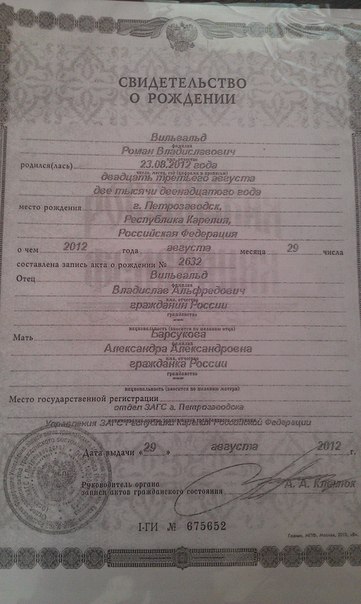 СВИДЕТЕЛЬСТВО
О РОЖДЕНИИ
Вильвальд
фамилия
Роман Владиславович
имя, отчество
родился(лась) 23.08.2012 года
число, месяц, год (цифрами и прописью)
двадцать третьего августа
две тысячи двенадцатого года
место рождения г. Петрозаводск,
Республика Карелия,
Российская Федерация
о чем 2012 года августа месяца 29 числа
составлена запись акта о рождении № 2632
Отец Вильвальд
фамилия
Владислав Альфредович
имя, отчество
гражданин России
гражданство
национальность (вносится по желанию отца)
Мать Барсукова
фамилия
Александра Александровна
имя, отчество
гражданка России
гражданство
национальность (вносится по желанию матери)
Место государственной регистрации
отдел ЗАГС г. Петрозаводска
Управления ЗАГС Республики Карелия Российской Федерации
Дата выдачи «29» августа 2012 г.
Руководитель органа
записи актов гражданского состояния
А. А.
I-ГИ № 675652